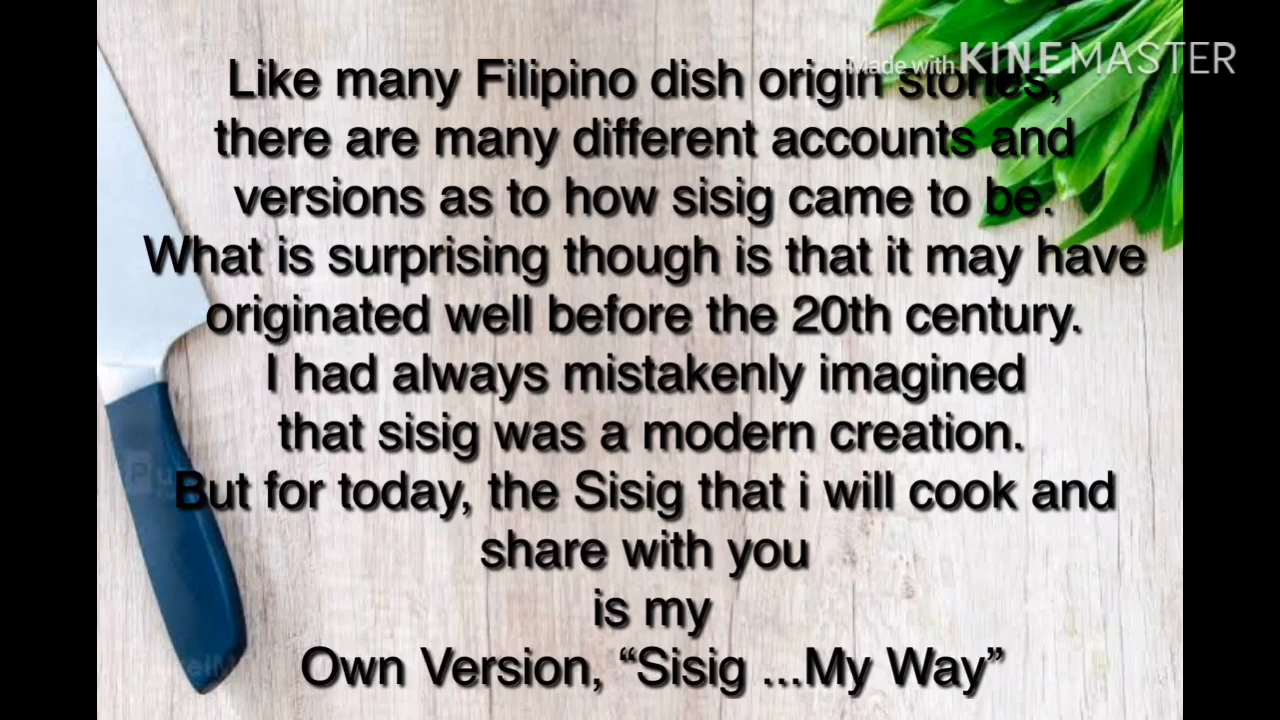 Made with KINEMASTER
Like many Filipino dish origin stories,
there are many different accounts and
versions as to how sisig came to be.
What is surprising though is that it may have
originated well before the 20th century.
I had always mistakenly imagined
that sisig was a modern creation.
But for today, the Sisig that i will cook and
share with you
is my
Own Version, “Sisig ...My Way”